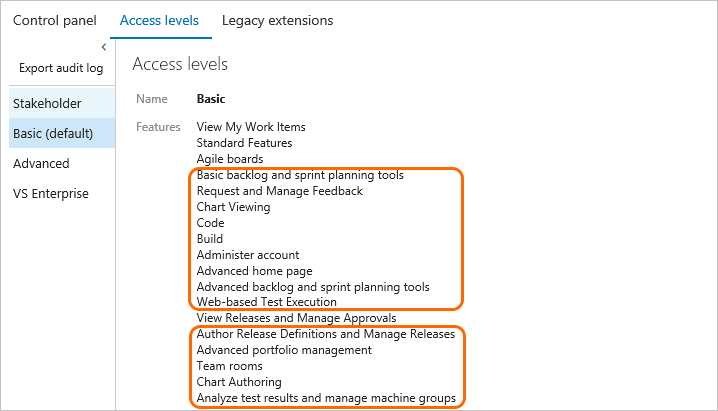 Control panel Access levels Legacy extensions
Export audit log
Stakeholder
Basic (default)
Advanced
VS Enterprise
Access levels
Name Basic
Features View My Work Items
Standard Features
Agile boards
Basic backlog and sprint planning tools
Request and Manage Feedback
Chart Viewing
Code
Build
Administer account
Advanced home page
Advanced backlog and sprint planning tools
Web-based Test Execution
View Releases and Manage Approvals
Author Release Definitions and Manage Releases
Advanced portfolio management
Team rooms
Chart Authoring
Analyze test results and manage machine groups